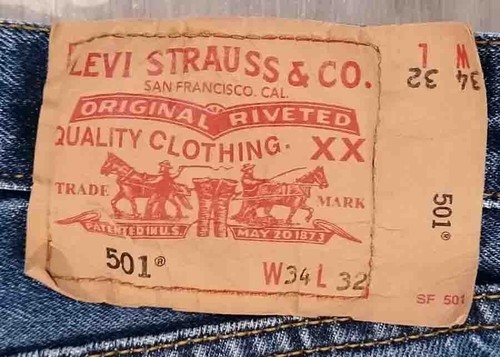 LEVI STRAUSS & CO.
SAN FRANCISCO. CAL.
ORIGINAL RIVETED
QUALITY CLOTHING. XX
TRADE MARK
PATENTED IN U.S. MAY 20 1873
501®
W34 L 32
W L
34 32
501®
SF 501